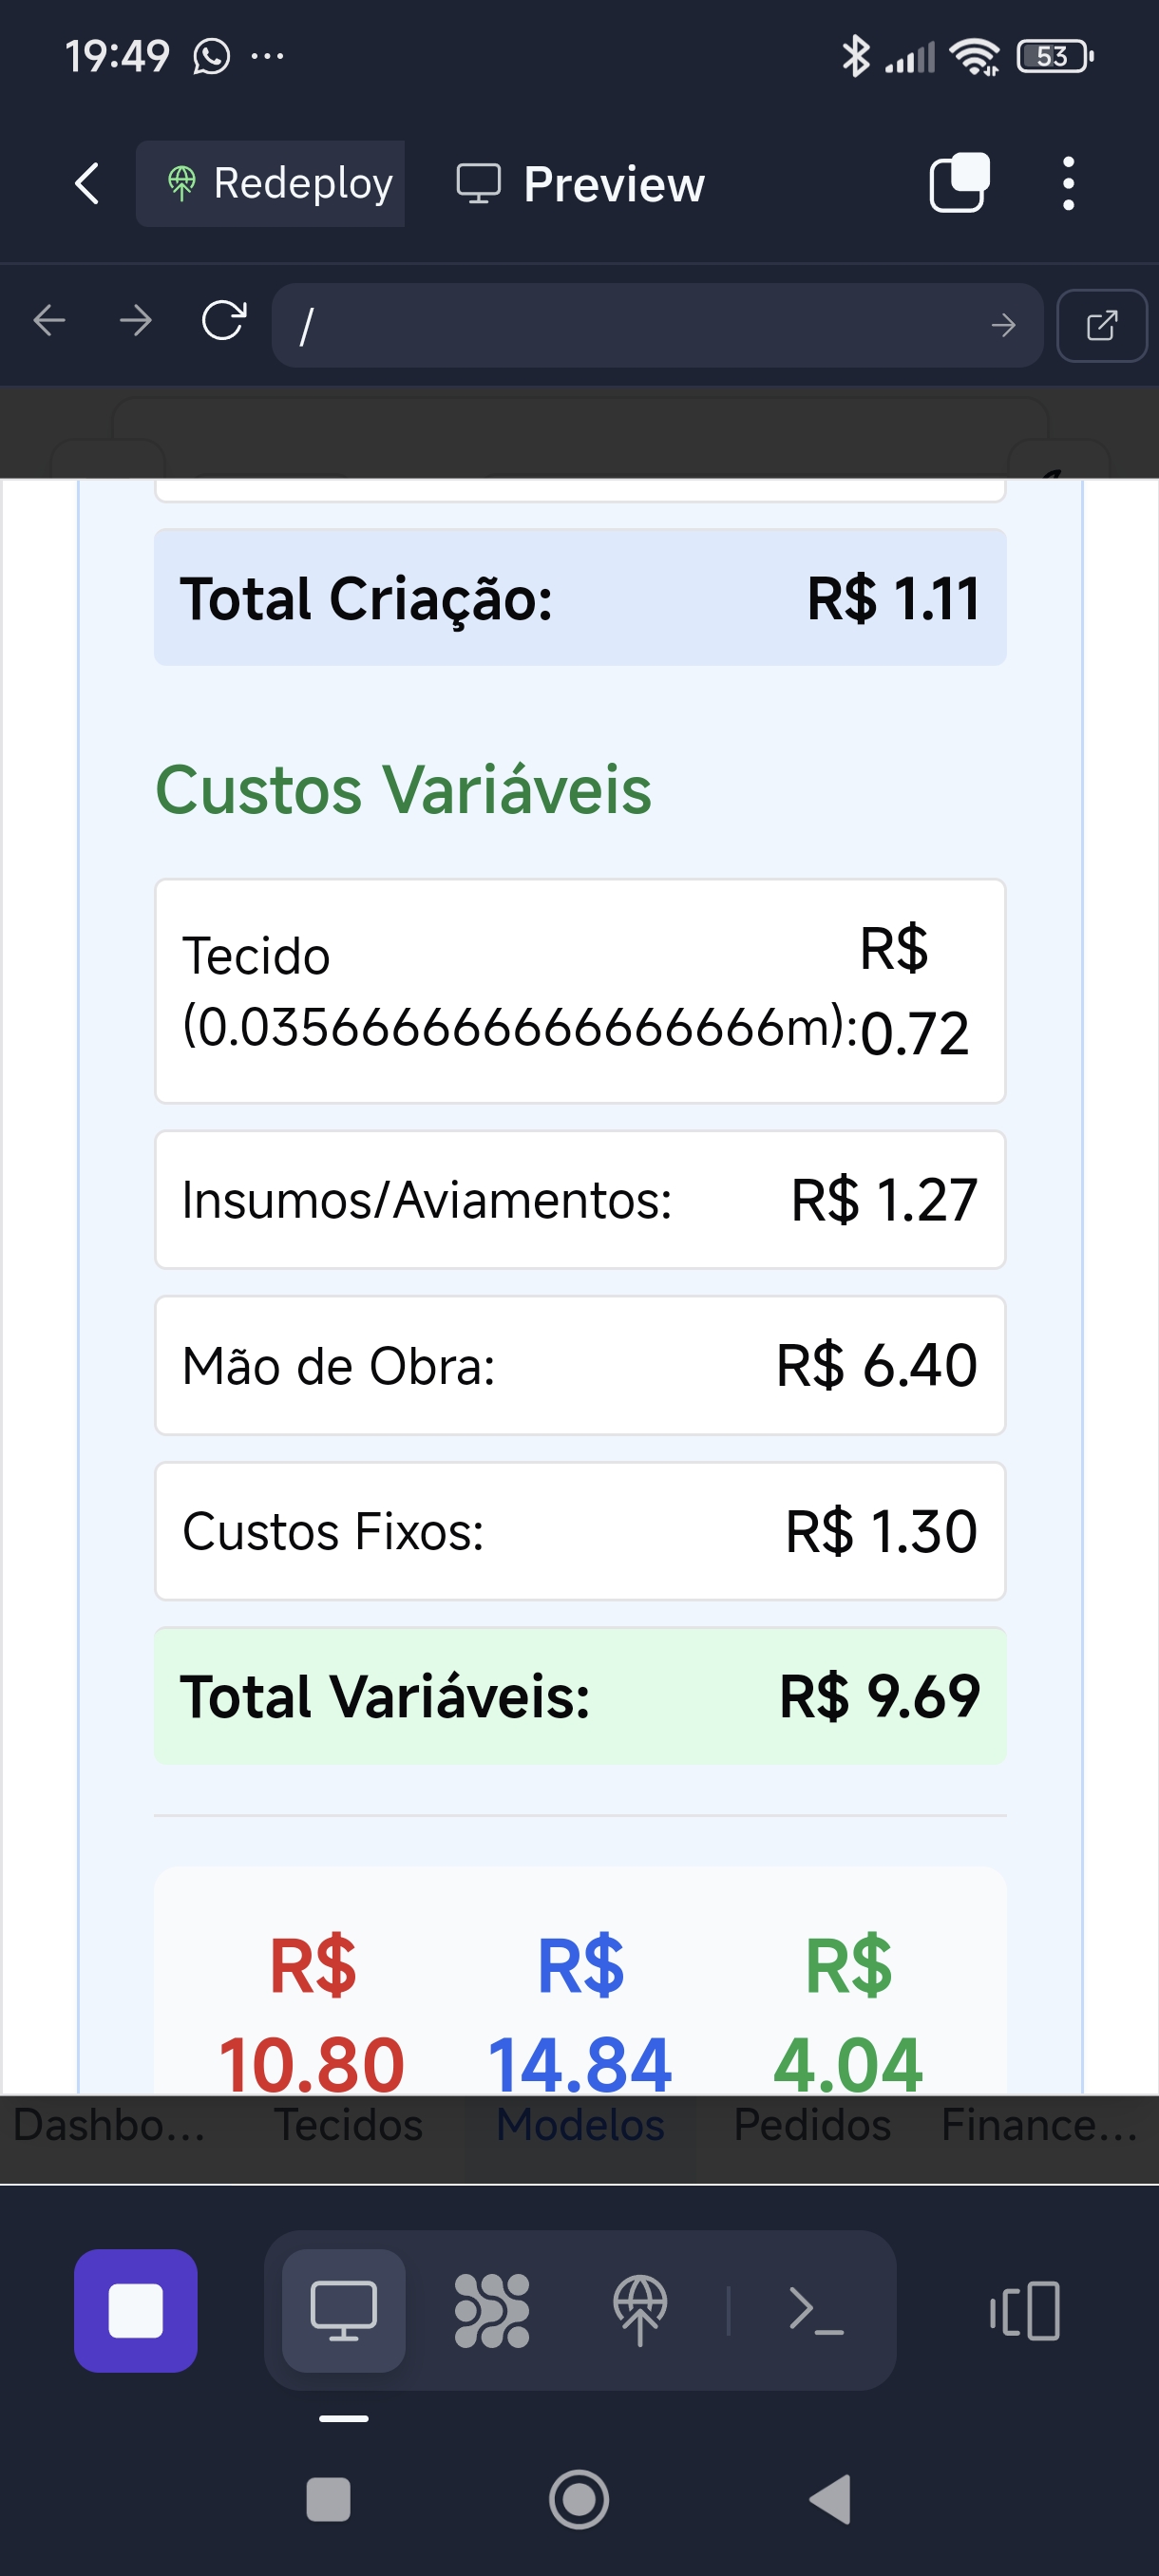 19:49
53
Redeploy
Preview
/
Total Criação:
R$ 1.11
Custos Variáveis
Tecido
(0.035666666666666666m):
R$
0.72
Insumos/Aviamentos:
R$ 1.27
Mão de Obra:
R$ 6.40
Custos Fixos:
R$ 1.30
Total Variáveis:
R$ 9.69
R$
10.80
R$
14.84
R$
4.04
Dashbo...
Tecidos
Modelos
Pedidos
Finance...